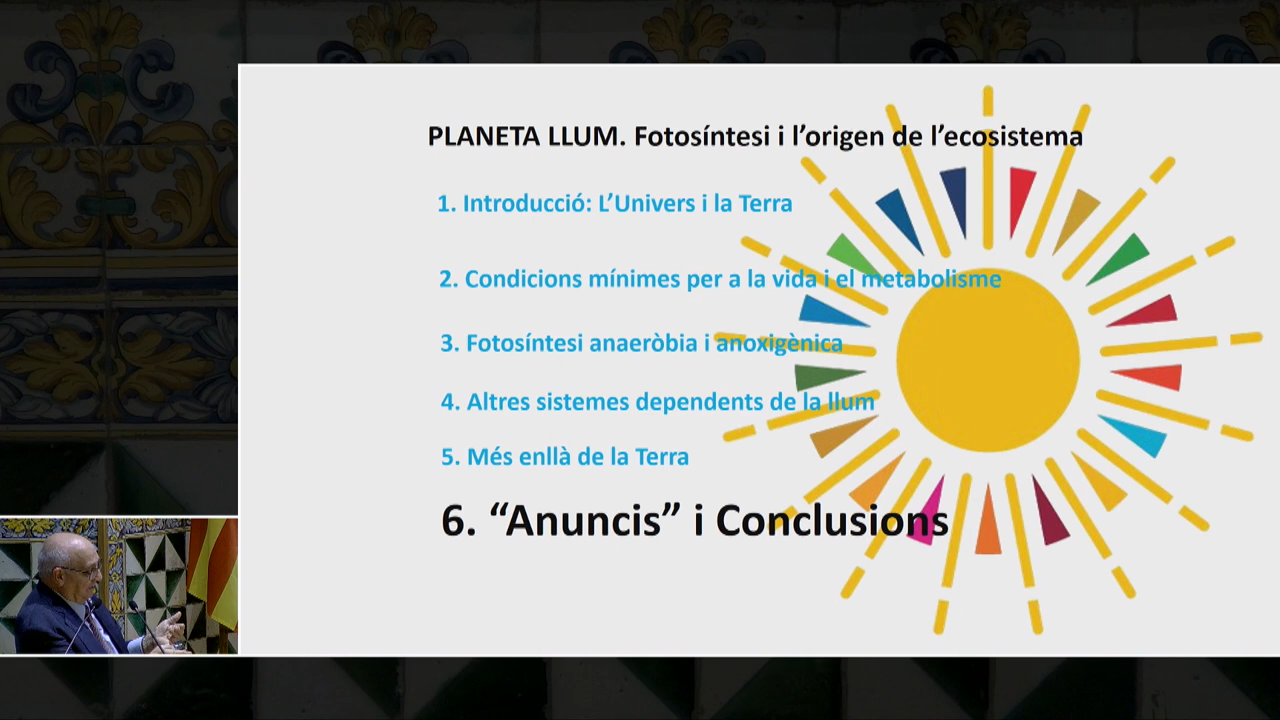 PLANETA LLUM. Fotosíntesi i l’origen de l’ecosistema
1. Introducció: L’Univers i la Terra
2. Condicions mínimes per a la vida i el metabolisme
3. Fotosíntesi anaeròbia i anoxigènica
4. Altres sistemes dependents de la llum
5. Més enllà de la Terra
6. “Anuncis” i Conclusions